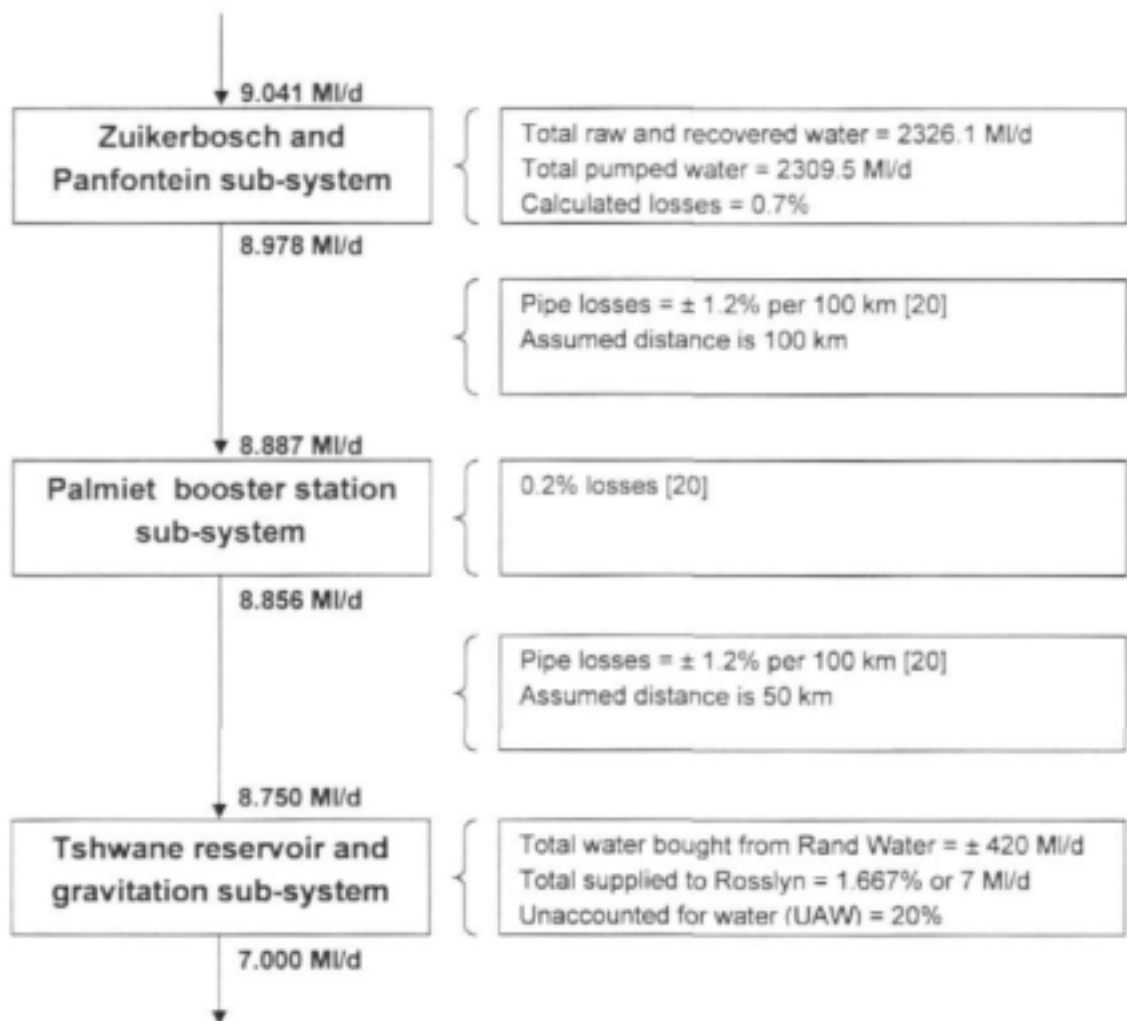 9.041 Ml/d
Zuikerbosch and
Panfontein sub-system
Total raw and recovered water = 2326.1 Ml/d
Total pumped water = 2309.5 Ml/d
Calculated losses = 0.7%
8.978 Ml/d
Pipe losses = ± 1.2% per 100 km [20]
Assumed distance is 100 km
8.887 Ml/d
Palmiet booster station
sub-system
0.2% losses [20]
8.856 Ml/d
Pipe losses = ± 1.2% per 100 km [20]
Assumed distance is 50 km
8.750 Ml/d
Tshwane reservoir and
gravitation sub-system
Total water bought from Rand Water = ± 420 Ml/d
Total supplied to Rosslyn = 1.667% or 7 Ml/d
Unaccounted for water (UAW) = 20%
7.000 Ml/d